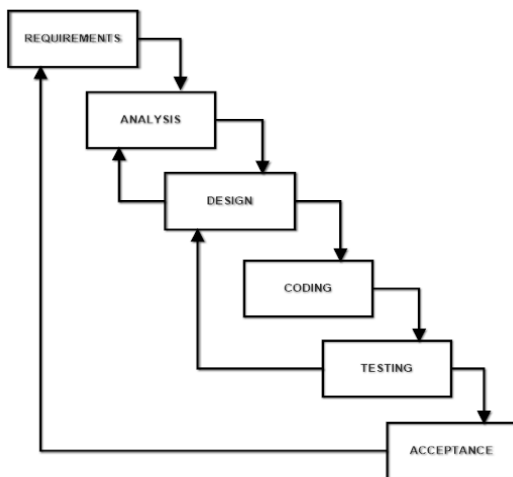 REQUIREMENTS
ANALYSIS
DESIGN
CODING
TESTING
ACCEPTANCE